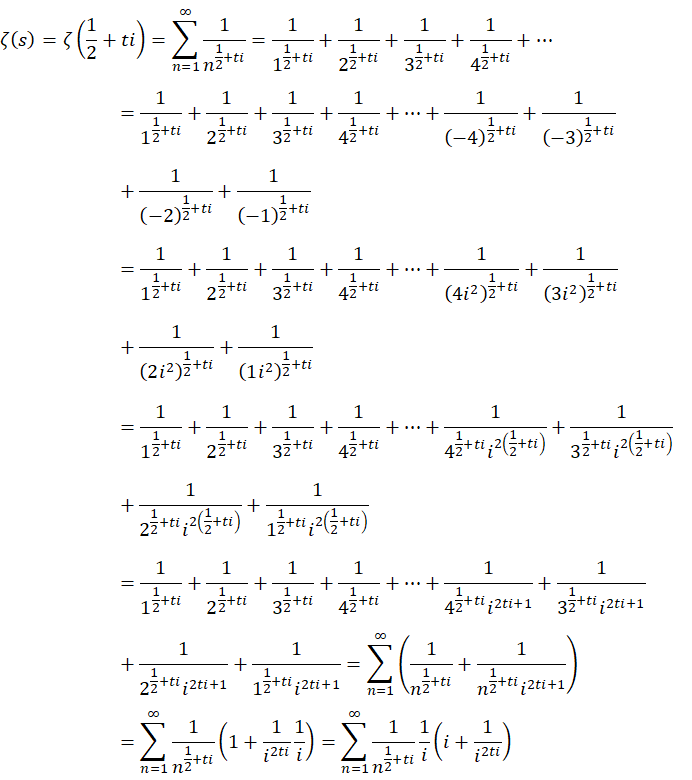 ζ(s) = ζ(1/2 + ti) = ∑_{n=1}^{∞} 1/n^{1/2+ti} = 1/1^{1/2+ti} + 1/2^{1/2+ti} + 1/3^{1/2+ti} + 1/4^{1/2+ti} + ⋯
= 1/1^{1/2+ti} + 1/2^{1/2+ti} + 1/3^{1/2+ti} + 1/4^{1/2+ti} + ⋯ + 1/(−4)^{1/2+ti} + 1/(−3)^{1/2+ti}
+ 1/(−2)^{1/2+ti} + 1/(−1)^{1/2+ti}
= 1/1^{1/2+ti} + 1/2^{1/2+ti} + 1/3^{1/2+ti} + 1/4^{1/2+ti} + ⋯ + 1/(4i²)^{1/2+ti} + 1/(3i²)^{1/2+ti}
+ 1/(2i²)^{1/2+ti} + 1/(1i²)^{1/2+ti}
= 1/1^{1/2+ti} + 1/2^{1/2+ti} + 1/3^{1/2+ti} + 1/4^{1/2+ti} + ⋯ + 1/(4^{1/2+ti} i^{2(1/2+ti)}) + 1/(3^{1/2+ti} i^{2(1/2+ti)})
+ 1/(2^{1/2+ti} i^{2(1/2+ti)}) + 1/(1^{1/2+ti} i^{2(1/2+ti)})
= 1/1^{1/2+ti} + 1/2^{1/2+ti} + 1/3^{1/2+ti} + 1/4^{1/2+ti} + ⋯ + 1/(4^{1/2+ti} i^{2ti+1}) + 1/(3^{1/2+ti} i^{2ti+1})
+ 1/(2^{1/2+ti} i^{2ti+1}) + 1/(1^{1/2+ti} i^{2ti+1}) = ∑_{n=1}^{∞} (1/n^{1/2+ti} + 1/(n^{1/2+ti} i^{2ti+1}))
= ∑_{n=1}^{∞} 1/n^{1/2+ti} (1 + 1/i^{2ti} 1/i) = ∑_{n=1}^{∞} 1/n^{1/2+ti} 1/i (i + 1/i^{2ti})